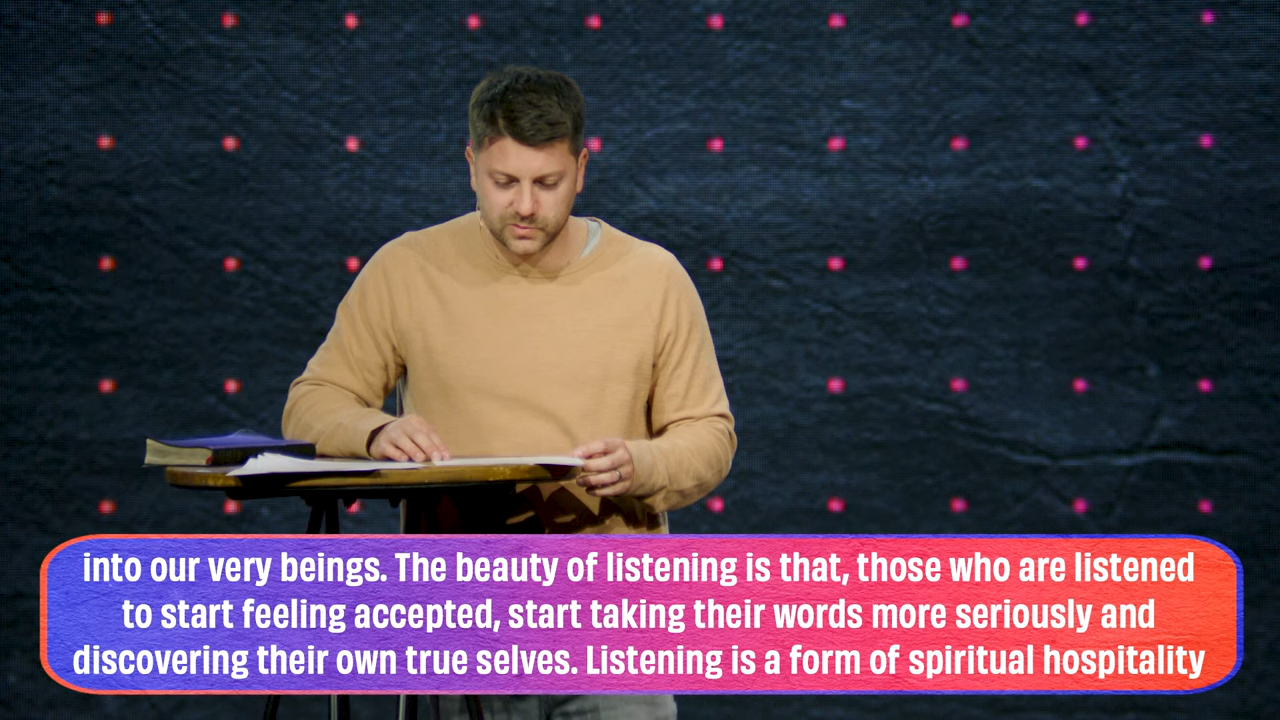 into our very beings. The beauty of listening is that, those who are listened
to start feeling accepted, start taking their words more seriously and
discovering their own true selves. Listening is a form of spiritual hospitality